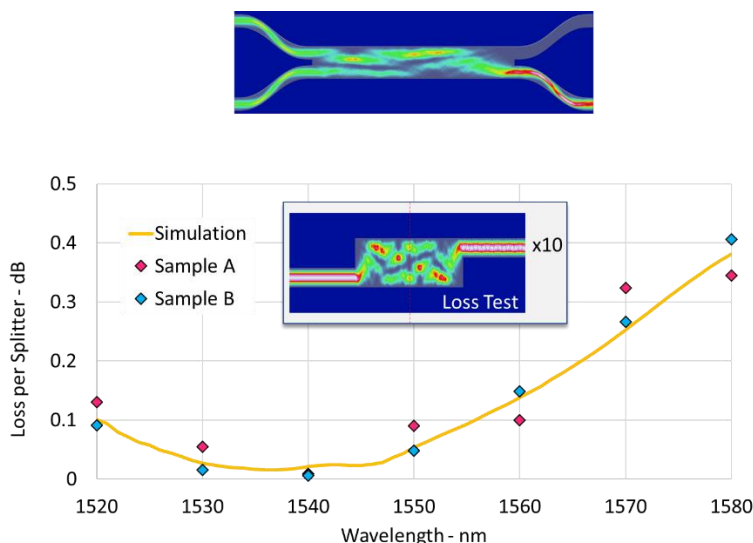 0.5
0.4
0.3
0.2
0.1
0
Loss per Splitter - dB
Simulation
Sample A
Sample B
x10
Loss Test
1520 1530 1540 1550 1560 1570 1580
Wavelength - nm